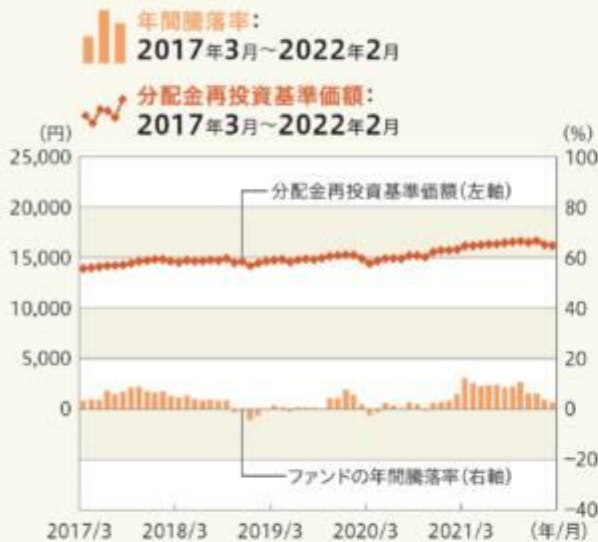 年間騰落率:
2017年3月~2022年2月
分配金再投資基準価額:
2017年3月~2022年2月
(円) (%)
25,000 100
分配金再投資基準価額(左軸)
20,000 80
15,000 60
10,000 40
5,000 20
0 0
-20
ファンドの年間騰落率(右軸)
-40
2017/3 2018/3 2019/3 2020/3 2021/3 (年/月)